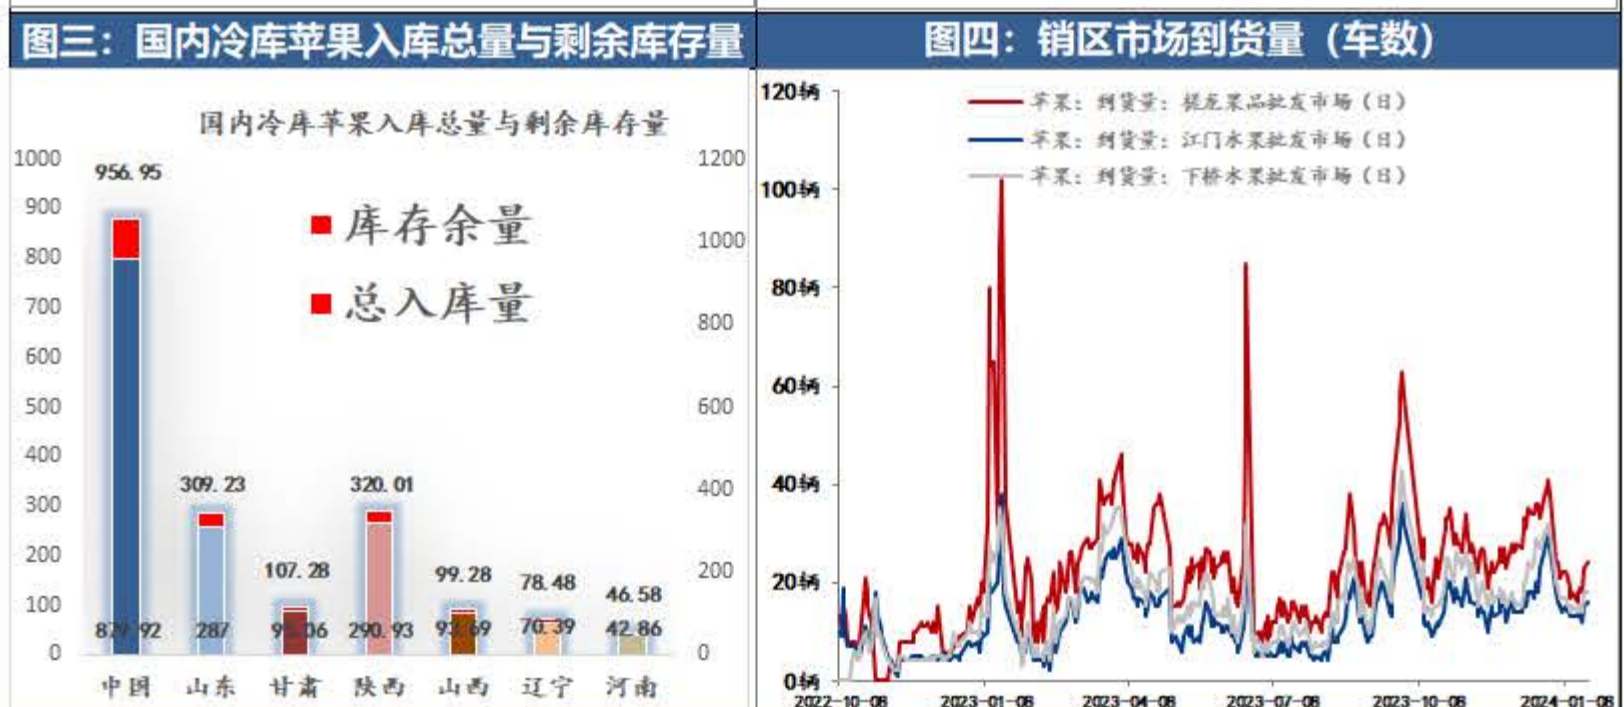 图三：国内冷库苹果入库总量与剩余库存量
国内冷库苹果入库总量与剩余库存量
1000
900
800
700
600
500
400
300
200
100
0
1200
1000
800
600
400
200
0
库存余量
总入库量
956.95
309.23
107.28
320.01
99.28
78.48
46.58
287
290.93
70.39
42.86
中国
山东
甘肃
陕西
山西
辽宁
河南
图四：销区市场到货量（车数）
120辆
100辆
80辆
60辆
40辆
20辆
0辆
苹果：到货量：槎龙果品批发市场（日）
苹果：到货量：江门水果批发市场（日）
苹果：到货量：下桥水果批发市场（日）
2022-10-08
2023-01-08
2023-04-08
2023-07-08
2023-10-08
2024-01-08